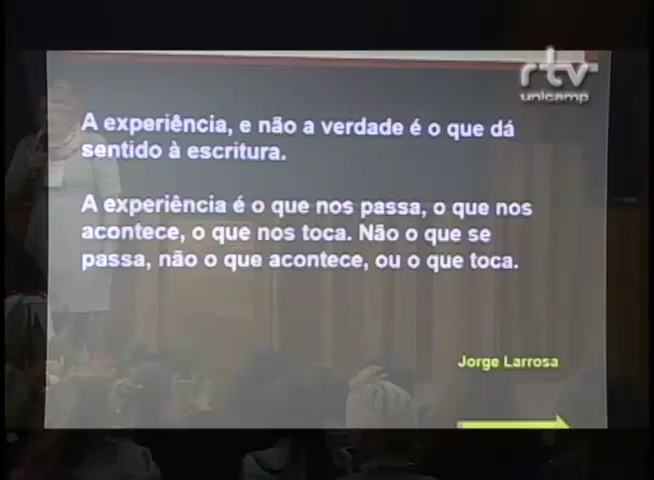 rtv
unicamp
A experiência, e não a verdade é o que dá
sentido à escritura.
A experiência é o que nos passa, o que nos
acontece, o que nos toca. Não o que se
passa, não o que acontece, ou o que toca.
Jorge Larrosa